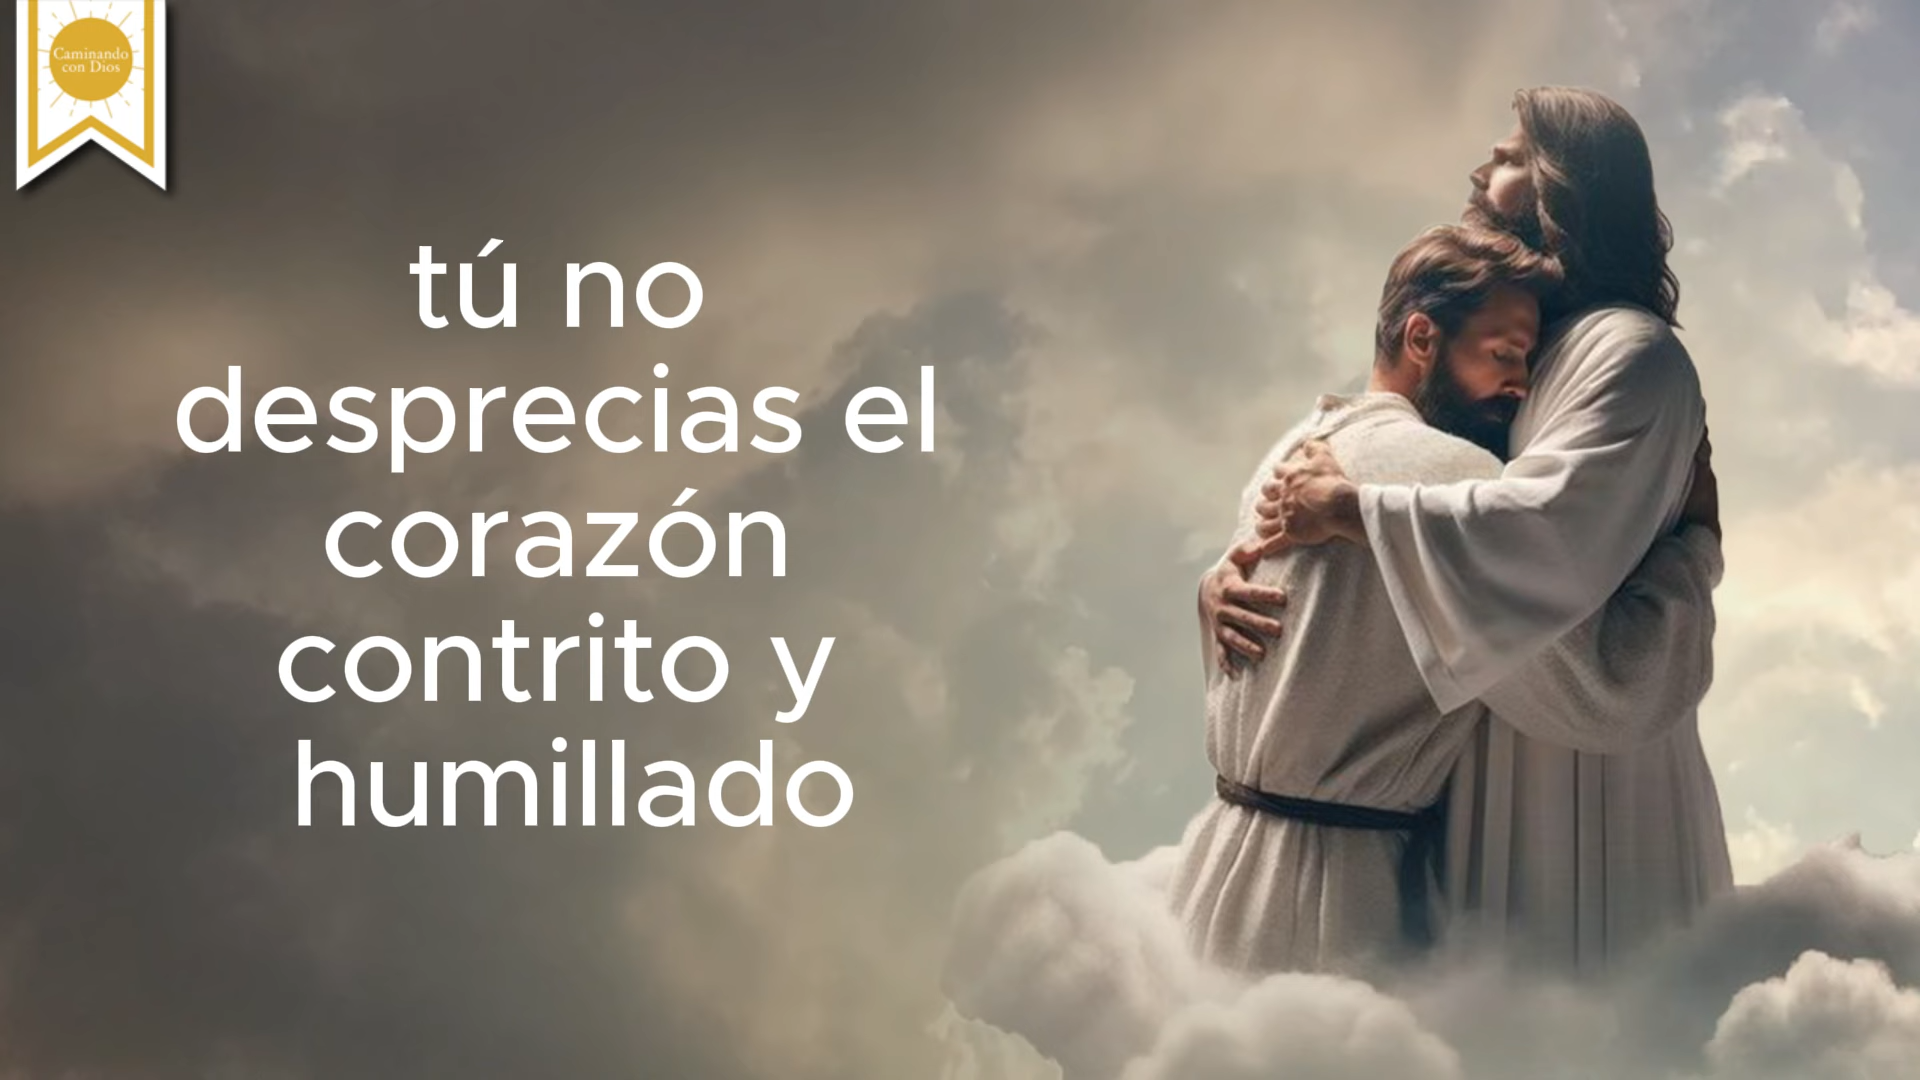 Caminando
con Dios
tú no
desprecias el
corazón
contrito y
humillado